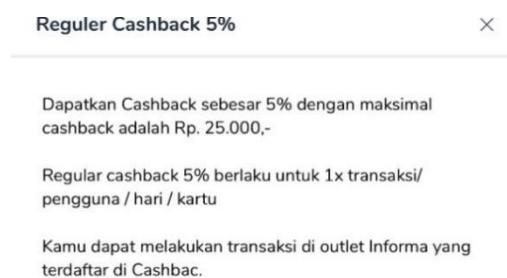 Reguler Cashback 5%
Dapatkan Cashback sebesar 5% dengan maksimal
cashback adalah Rp. 25.000,-
Regular cashback 5% berlaku untuk 1x transaksi/
pengguna / hari / kartu
Kamu dapat melakukan transaksi di outlet Informa yang
terdaftar di Cashbac.